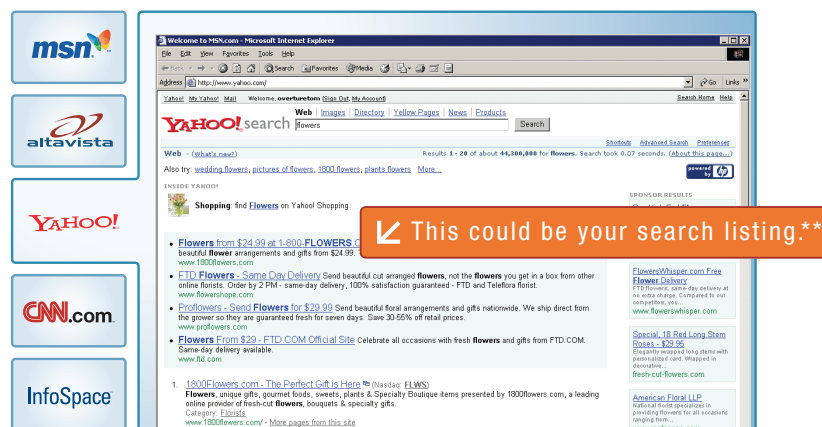 msn
altavista
YAHOO!
CNN.com
InfoSpace
Welcome to MSN.com - Microsoft Internet Explorer
File Edit View Favorites Tools Help
Back Search Favorites Media
Address http://www.yahoo.com/ Go Links »
Yahoo! My Yahoo! Mail Welcome, overturetom [Sign Out, My Account] Search Home Help
Web | Images | Directory | Yellow Pages | News | Products
YAHOO! search flowers Search
Shortcuts Advanced Search Preferences
Web - (What's new?) Results 1 - 20 of about 44,300,000 for flowers. Search took 0.07 seconds. (About this page...)
Also try: wedding flowers, pictures of flowers, 1800 flowers, plants flowers More...
powered by hp
INSIDE YAHOO!
Shopping: find Flowers on Yahoo! Shopping
SPONSOR RESULTS
This could be your search listing.**
• Flowers from $24.99 at 1-800-FLOWERS.C
beautiful flower arrangements and gifts from $24.99.
www.1800flowers.com
• FTD Flowers - Same Day Delivery Send beautiful cut arranged flowers, not the flowers you get in a box from other
online florists. Order by 2 PM - same-day delivery, 100% satisfaction guaranteed - FTD and Teleflora florist.
www.flowershope.com
• Proflowers - Send Flowers for $29.99 Send beautiful floral arrangements and gifts nationwide. We ship direct from
the grower so they are guaranteed fresh for seven days. Save 30-55% off retail prices.
www.proflowers.com
• Flowers From $29 - FTD.COM Official Site Celebrate all occasions with fresh flowers and gifts from FTD.COM.
Same-day delivery available.
www.ftd.com
1. 1800Flowers.com - The Perfect Gift is Here (Nasdaq: FLWS)
Flowers, unique gifts, gourmet foods, sweets, plants & Specialty Boutique items presented by 1800flowers.com, a leading
online provider of fresh-cut flowers, bouquets & specialty gifts.
Category: Florists
www.1800flowers.com/ - More pages from this site
FlowersWhisper.com Free
Flower Delivery
FTD flowers, same-day delivery at
no extra charge. Compared to our
competitors, you...
www.flowerswhisper.com
Special, 18 Red Long Stem
Roses - $29.95
Elegantly wrapped long stems with
personalized card. Wrapped in
decorative...
fresh-cut-flowers.com
American Floral LLP
National florist specializes in
providing flowers for all occasions
ranging from...